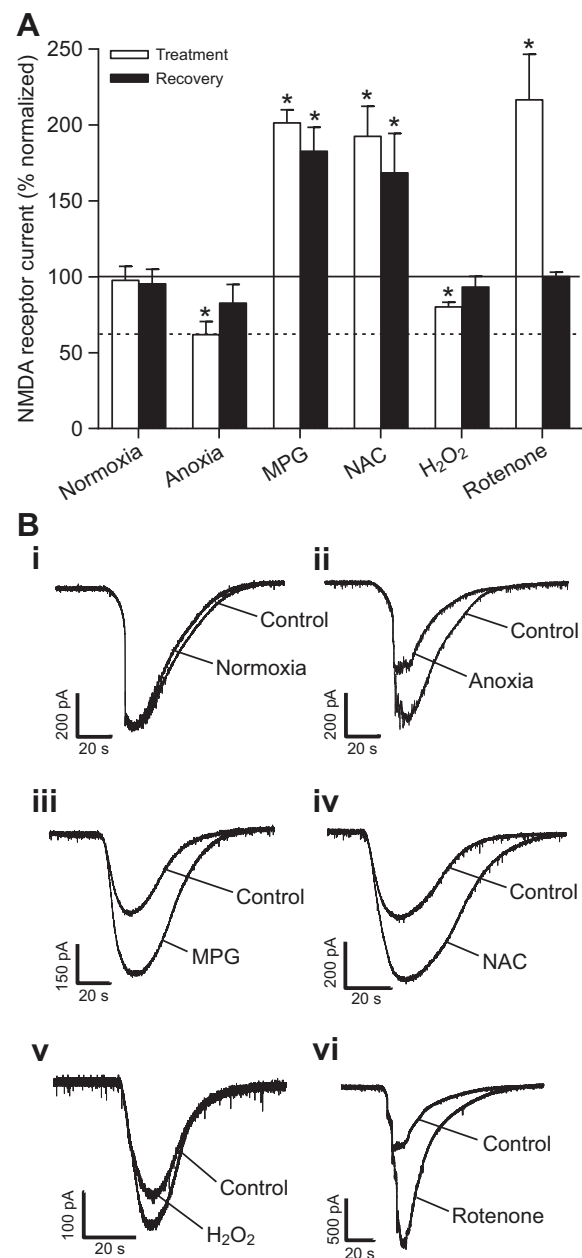 A
Treatment
Recovery
NMDA receptor current (% normalized)
250
200
150
100
50
0
*
*
*
*
*
*
*
Normoxia
Anoxia
MPG
NAC
H₂O₂
Rotenone
B
i
Control
Normoxia
200 pA
20 s
ii
Control
Anoxia
200 pA
20 s
iii
Control
MPG
150 pA
20 s
iv
Control
NAC
200 pA
20 s
v
Control
H₂O₂
100 pA
20 s
vi
Control
Rotenone
500 pA
20 s